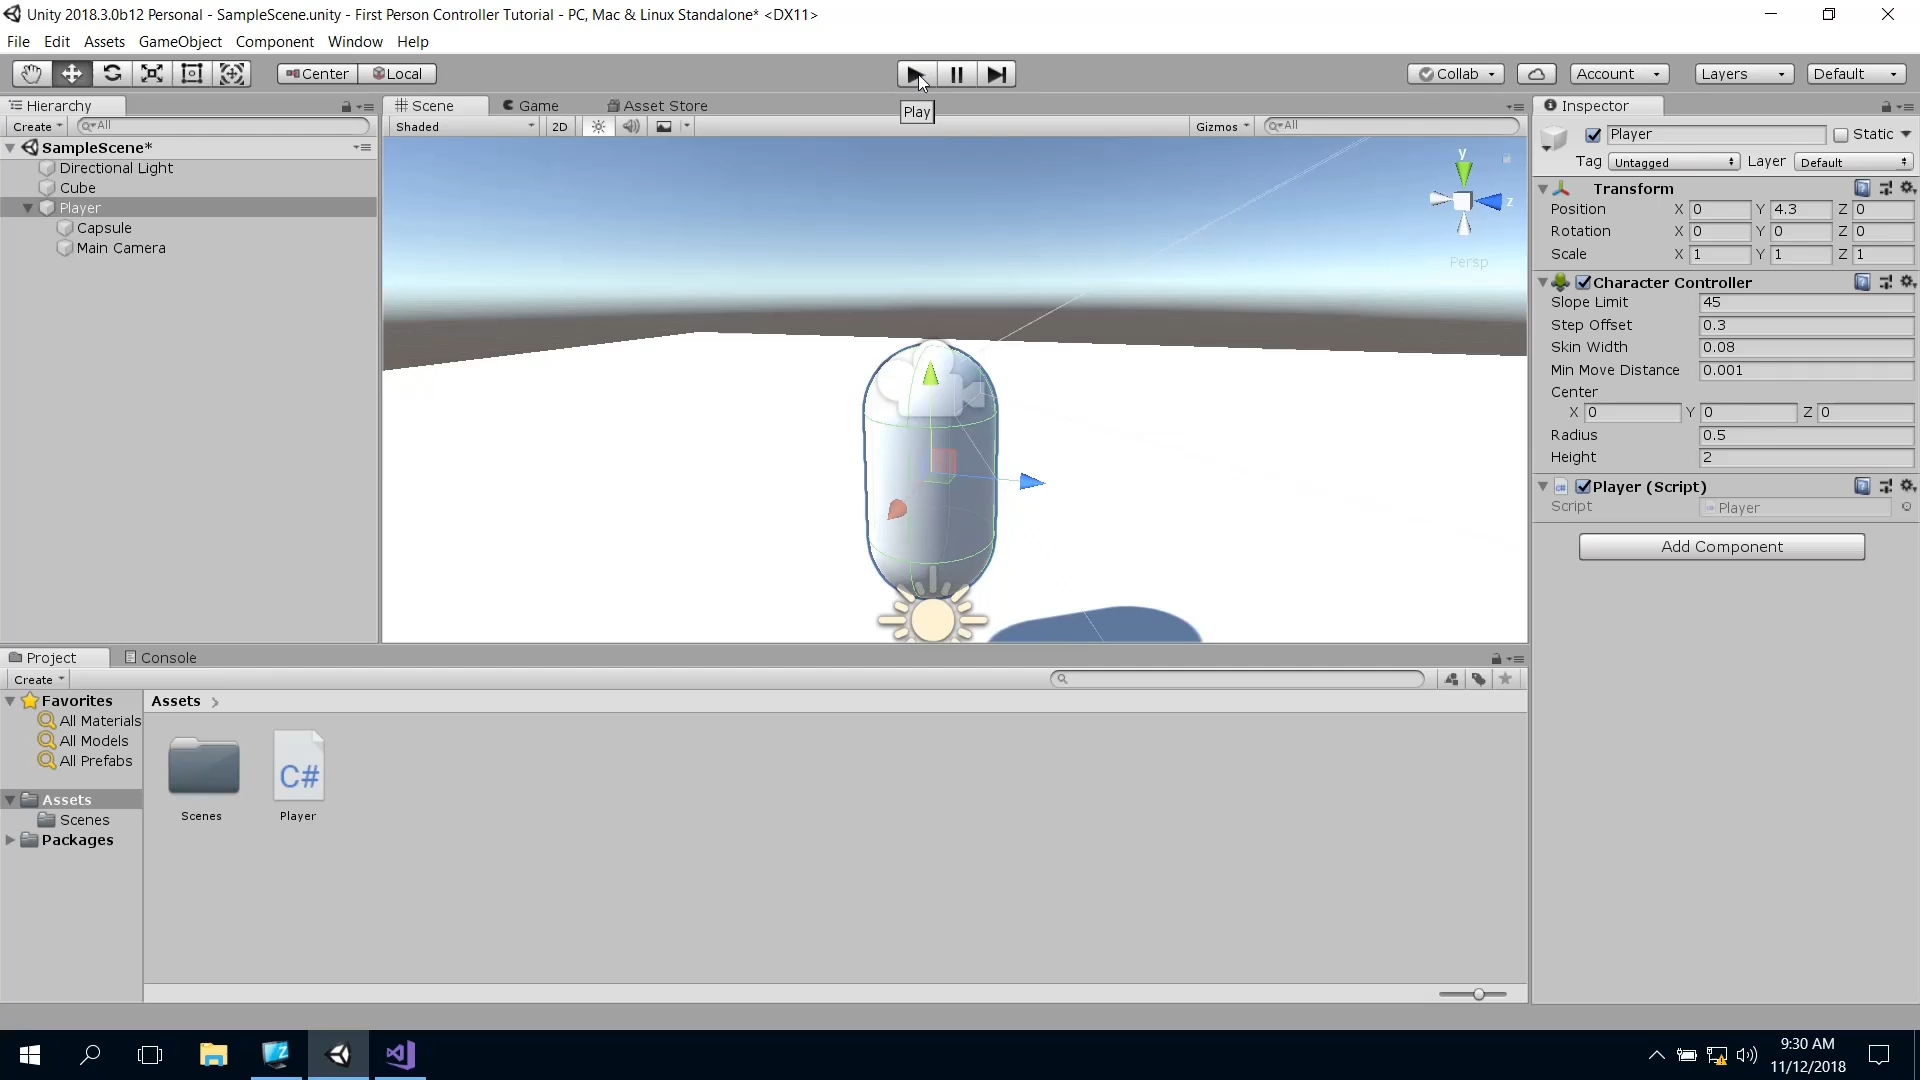 Unity 2018.3.0b12 Personal - SampleScene.unity - First Person Controller Tutorial - PC, Mac & Linux Standalone* <DX11>
File Edit Assets GameObject Component Window Help
Center Local Collab Account Layers Default
Play
Hierarchy
Create All
SampleScene*
Directional Light
Cube
Player
Capsule
Main Camera
Scene Game Asset Store
Shaded 2D Gizmos All
y
z
Persp
Inspector
Player Static
Tag Untagged Layer Default
Transform
Position X 0 Y 4.3 Z 0
Rotation X 0 Y 0 Z 0
Scale X 1 Y 1 Z 1
Character Controller
Slope Limit 45
Step Offset 0.3
Skin Width 0.08
Min Move Distance 0.001
Center
X 0 Y 0 Z 0
Radius 0.5
Height 2
Player (Script)
Script Player
Add Component
Project Console
Create
Favorites
All Materials
All Models
All Prefabs
Assets
Scenes
Packages
Assets
C#
Scenes Player
9:30 AM
11/12/2018